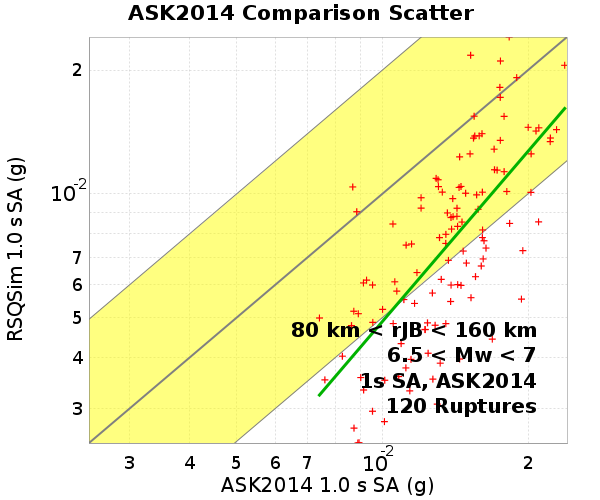 ASK2014 Comparison Scatter
RSQSim 1.0 s SA (g)
2
10-2
7
6
5
4
3
80 km < rJB < 160 km
6.5 < Mw < 7
1s SA, ASK2014
120 Ruptures
3 4 5 6 7 10-2 2
ASK2014 1.0 s SA (g)